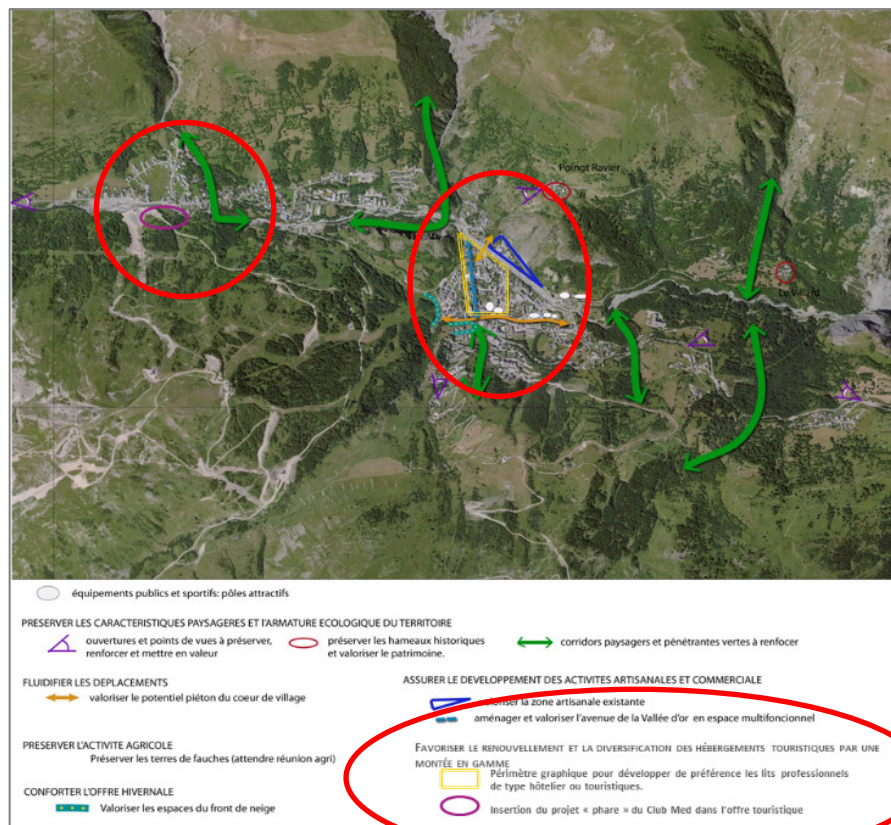 Poingt Ravier
Le Villard
équipements publics et sportifs: pôles attractifs
PRESERVER LES CARACTERISTIQUES PAYSAGERES ET l'ARMATURE ECOLOGIQUE DU TERRITOIRE
ouvertures et points de vues à préserver,
renforcer et mettre en valeur
préserver les hameaux historiques
et valoriser le patrimoine.
corridors paysagers et pénétrantes vertes à renfocer
FLUIDIFIER LES DEPLACEMENTS
valoriser le potentiel piéton du coeur de village
ASSURER LE DEVELOPPEMENT DES ACTIVITES ARTISANALES ET COMMERCIALE
valoriser la zone artisanale existante
aménager et valoriser l'avenue de la Vallée d'or en espace multifoncionnel
PRESERVER L'ACTIVITE AGRICOLE
Préserver les terres de fauches (attendre réunion agri)
CONFORTER L'OFFRE HIVERNALE
Valoriser les espaces du front de neige
FAVORISER LE RENOUVELLEMENT ET LA DIVERSIFICATION DES HÉBERGEMENTS TOURISTIQUES PAR UNE
MONTÉE EN GAMME
Périmètre graphique pour développer de préférence les lits professionnels
de type hôtelier ou touristiques.
Insertion du projet « phare » du Club Med dans l'offre touristique